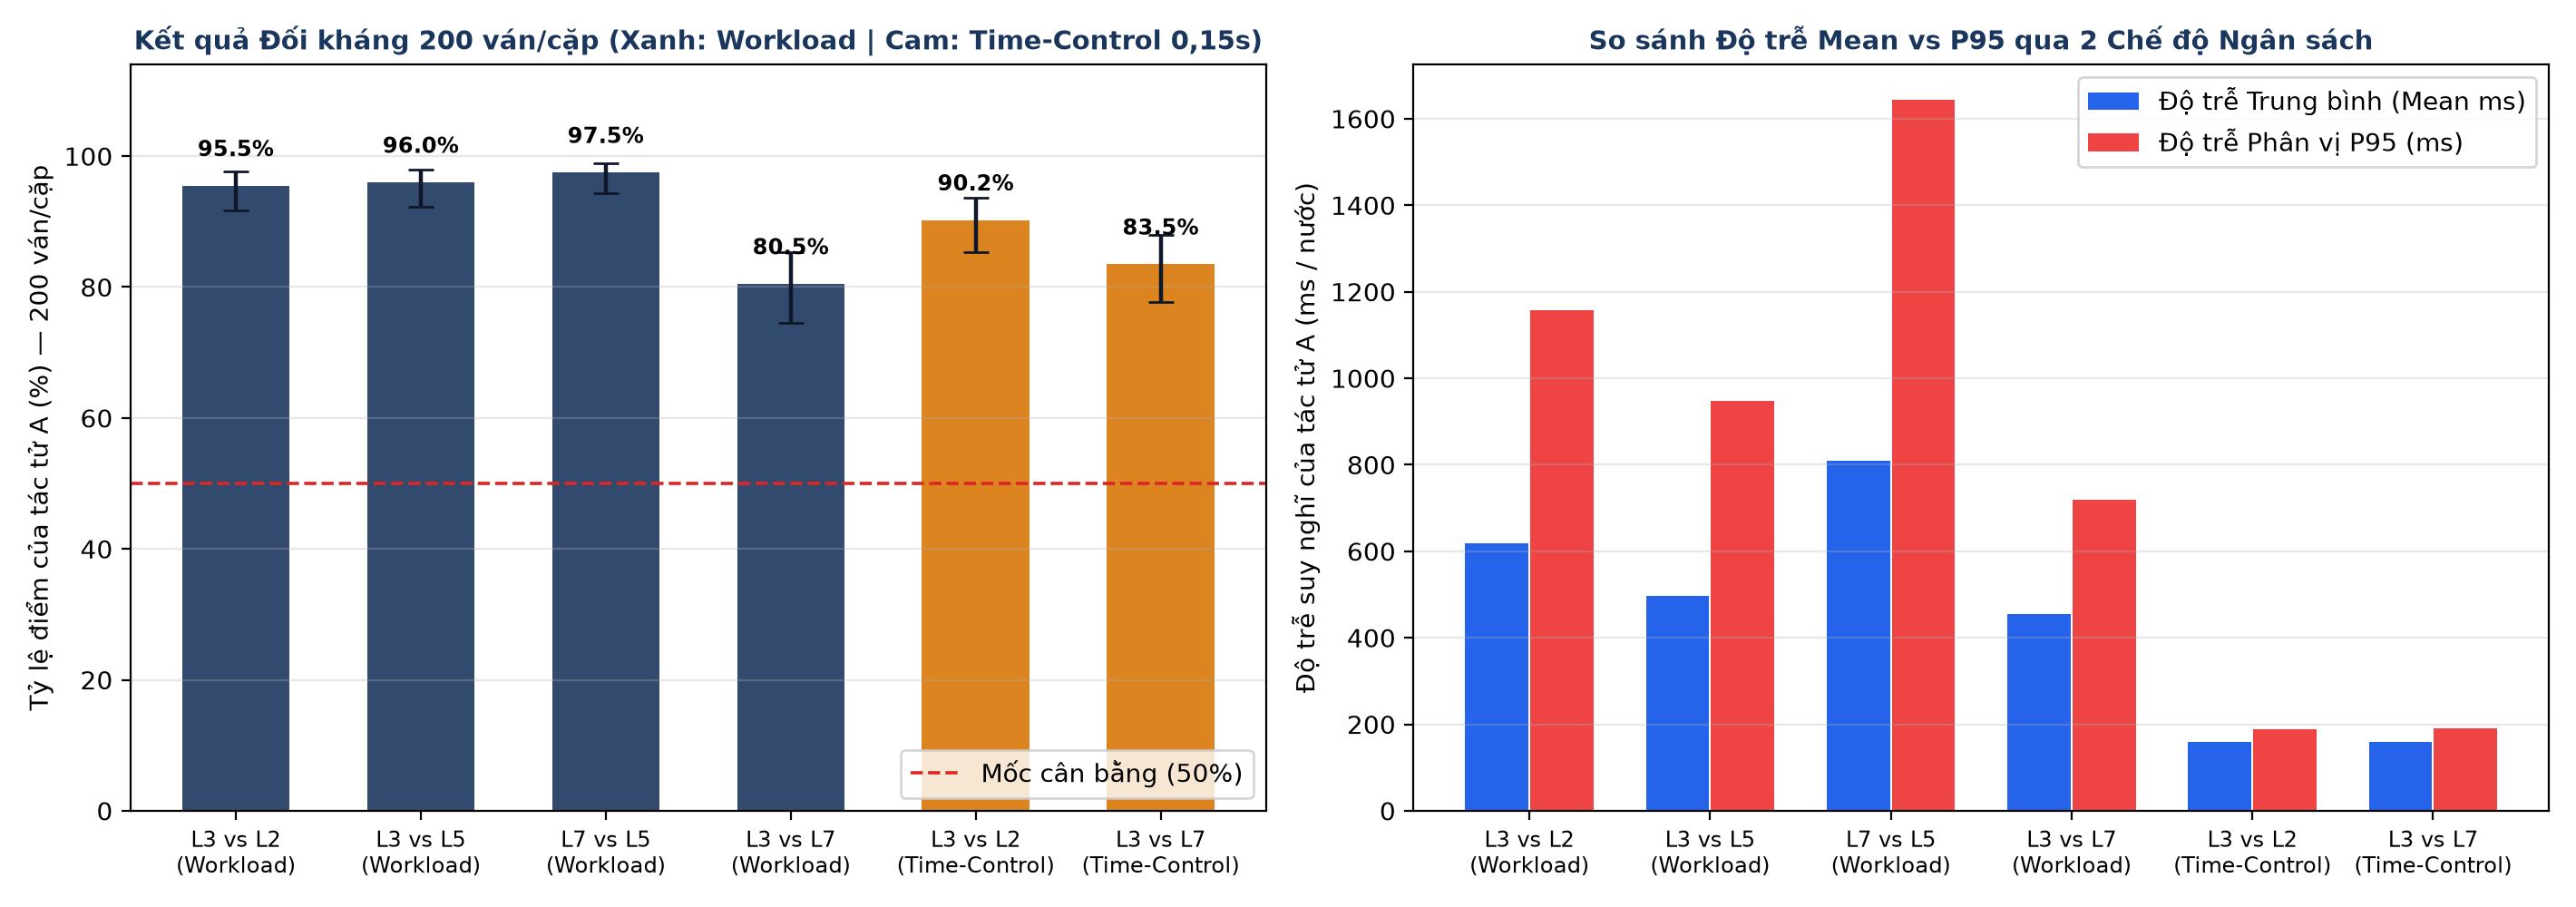 Kết quả Đối kháng 200 ván/cặp (Xanh: Workload | Cam: Time-Control 0,15s)
Tỷ lệ điểm của tác tử A (%) — 200 ván/cặp
100
80
60
40
20
0
95.5%
96.0%
97.5%
80.5%
90.2%
83.5%
Mốc cân bằng (50%)
L3 vs L2
(Workload)
L3 vs L5
(Workload)
L7 vs L5
(Workload)
L3 vs L7
(Workload)
L3 vs L2
(Time-Control)
L3 vs L7
(Time-Control)
So sánh Độ trễ Mean vs P95 qua 2 Chế độ Ngân sách
Độ trễ suy nghĩ của tác tử A (ms / nước)
1600
1400
1200
1000
800
600
400
200
0
Độ trễ Trung bình (Mean ms)
Độ trễ Phân vị P95 (ms)
L3 vs L2
(Workload)
L3 vs L5
(Workload)
L7 vs L5
(Workload)
L3 vs L7
(Workload)
L3 vs L2
(Time-Control)
L3 vs L7
(Time-Control)